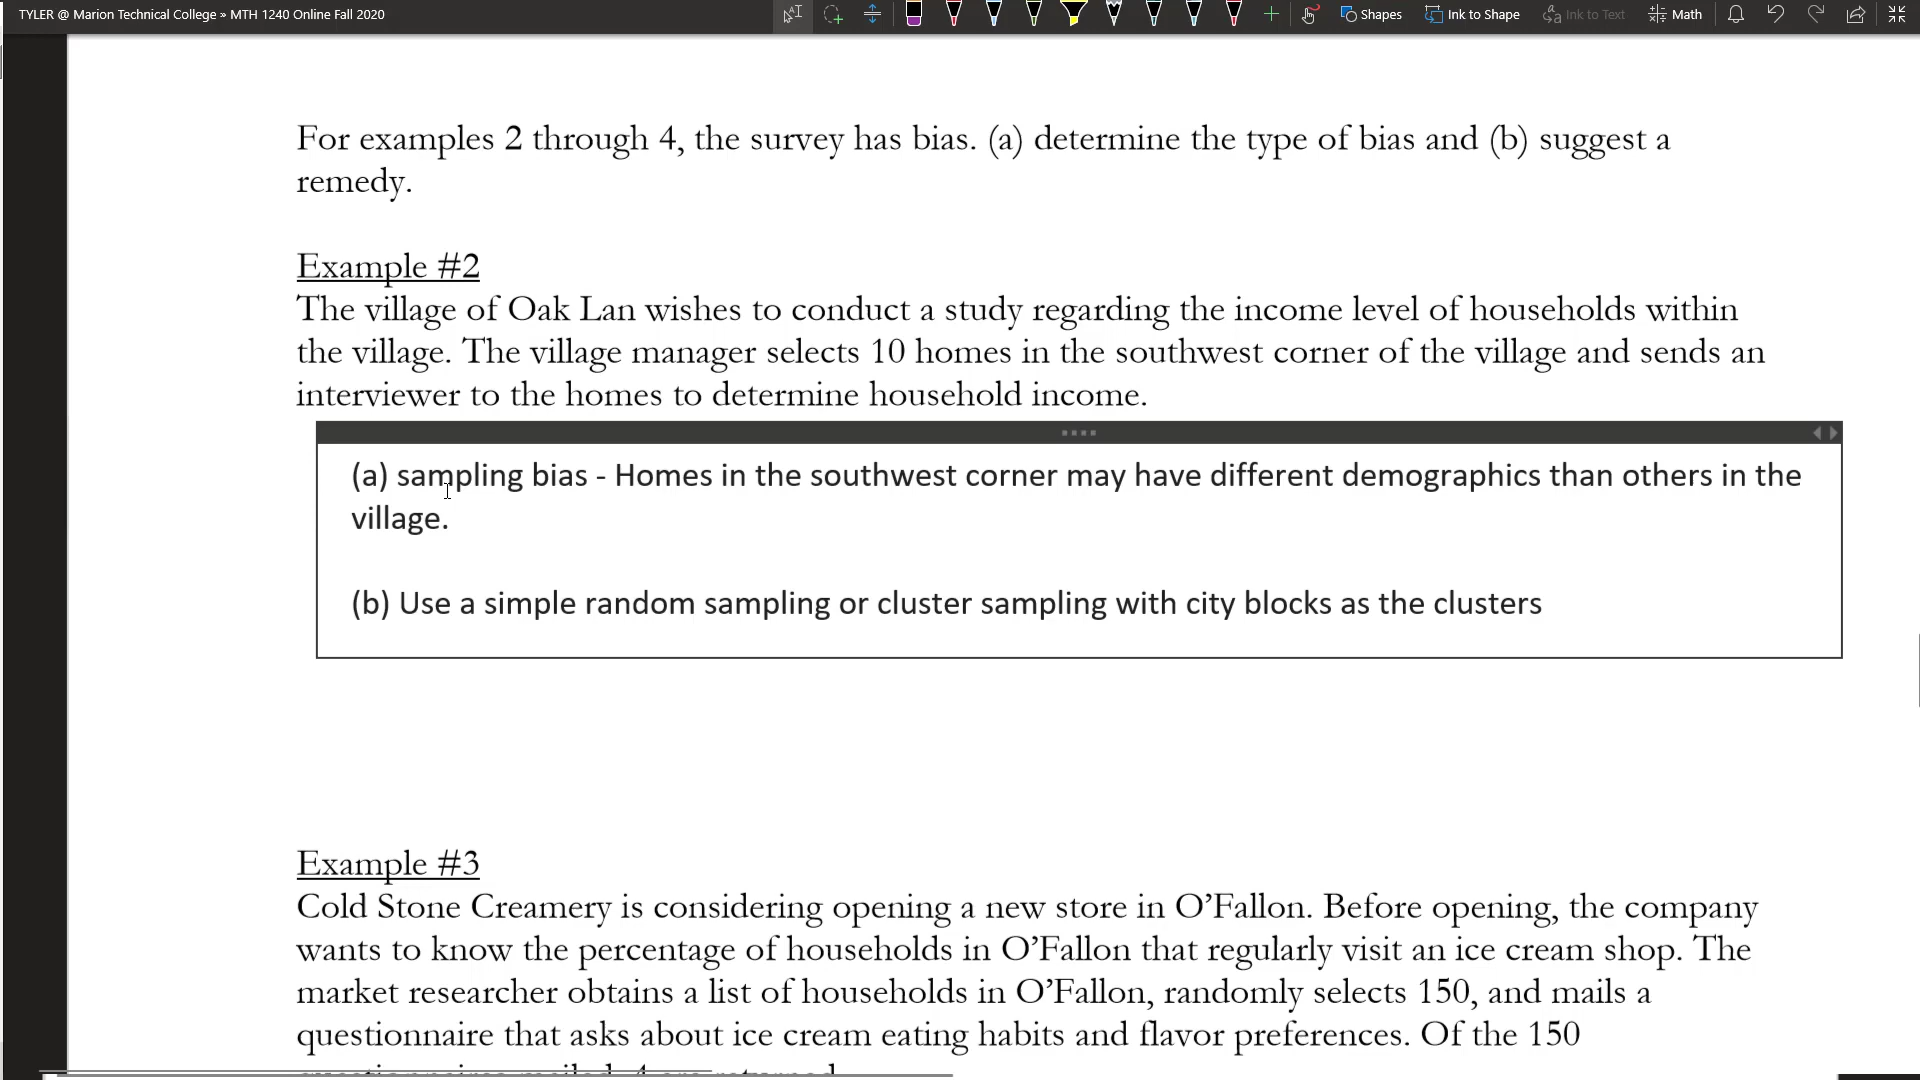 TYLER @ Marion Technical College » MTH 1240 Online Fall 2020
Shapes
Ink to Shape
Ink to Text
Math
For examples 2 through 4, the survey has bias. (a) determine the type of bias and (b) suggest a
remedy.
Example #2
The village of Oak Lan wishes to conduct a study regarding the income level of households within
the village. The village manager selects 10 homes in the southwest corner of the village and sends an
interviewer to the homes to determine household income.
(a) sampling bias - Homes in the southwest corner may have different demographics than others in the
village.
(b) Use a simple random sampling or cluster sampling with city blocks as the clusters
Example #3
Cold Stone Creamery is considering opening a new store in O'Fallon. Before opening, the company
wants to know the percentage of households in O'Fallon that regularly visit an ice cream shop. The
market researcher obtains a list of households in O'Fallon, randomly selects 150, and mails a
questionnaire that asks about ice cream eating habits and flavor preferences. Of the 150